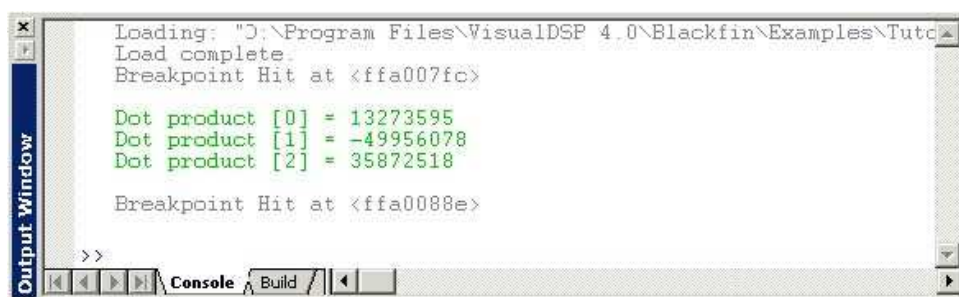 Loading: "D:\Program Files\VisualDSP 4.0\Blackfin\Examples\Tuto
Load complete.
Breakpoint Hit at <ffa007fc>
Dot product [0] = 13273595
Dot product [1] = -49956078
Dot product [2] = 35872518
Breakpoint Hit at <ffa0088e>
>>
Console Build
Output Window